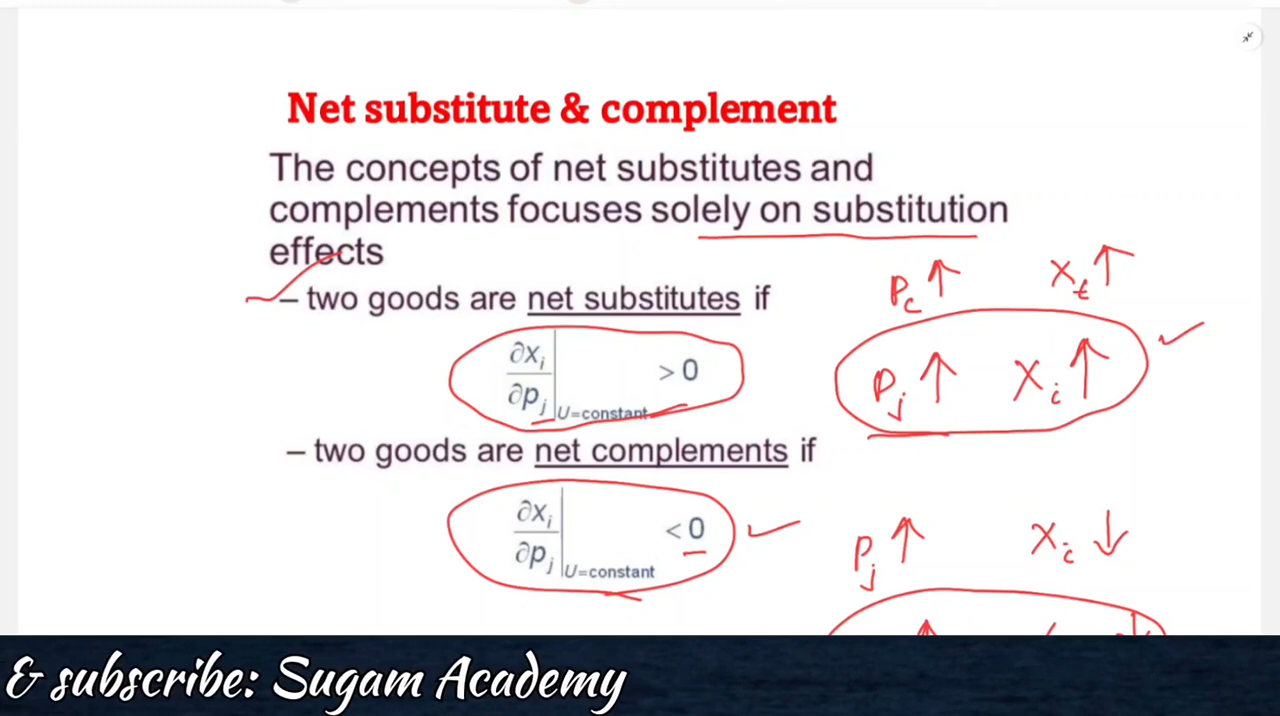 Net substitute & complement
The concepts of net substitutes and
complements focuses solely on substitution
effects
– two goods are net substitutes if
Pc ↑ Xt ↑
∂xi
∂pj |U=constant > 0
Pj ↑ Xi ↑
– two goods are net complements if
∂xi
∂pj |U=constant < 0
Pj ↑ Xi ↓
& subscribe: Sugam Academy